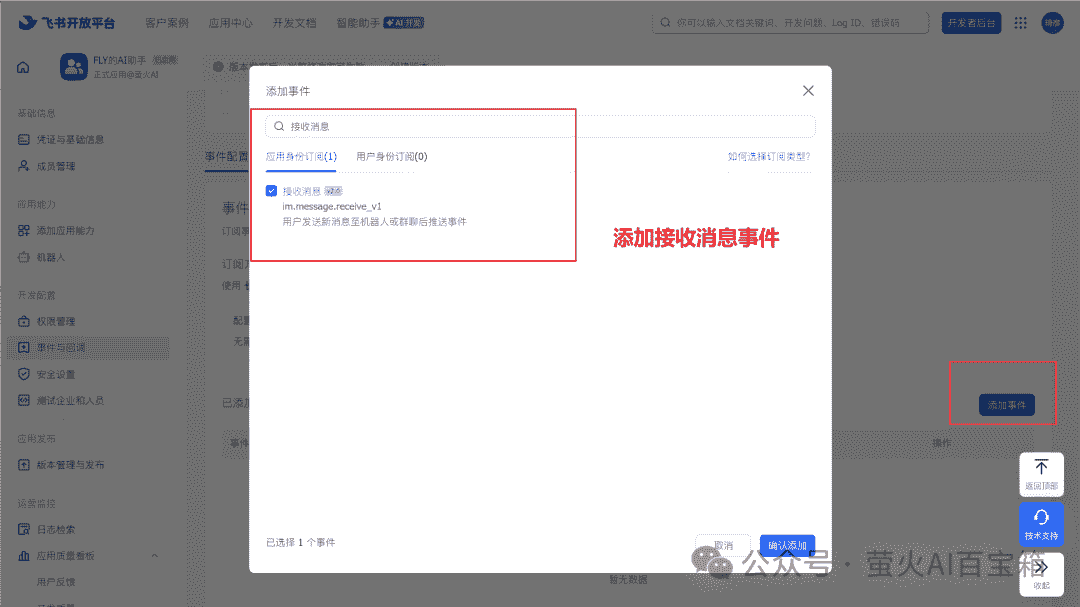 飞书开放平台
客户案例
应用中心
开发文档
智能助手
AI 开发
你可以输入文档关键词、开发问题、Log ID、错误码
开发者后台
FLY的AI助手
正式应用@萤火AI
基础信息
凭证与基础信息
成员管理
应用能力
添加应用能力
机器人
开发配置
权限管理
事件与回调
安全设置
测试企业和人员
应用发布
版本管理与发布
运营监控
日志检索
应用质量看板
用户反馈
事件配置
添加事件
接收消息
应用身份订阅(1)
用户身份订阅(0)
如何选择订阅类型?
接收消息 v2.0
im.message.receive_v1
用户发送新消息至机器人或群聊后推送事件
添加接收消息事件
添加事件
操作
返回顶部
技术支持
收起
已选择 1 个事件
取消
确认添加
暂无数据
公众号 · 萤火AI百宝箱